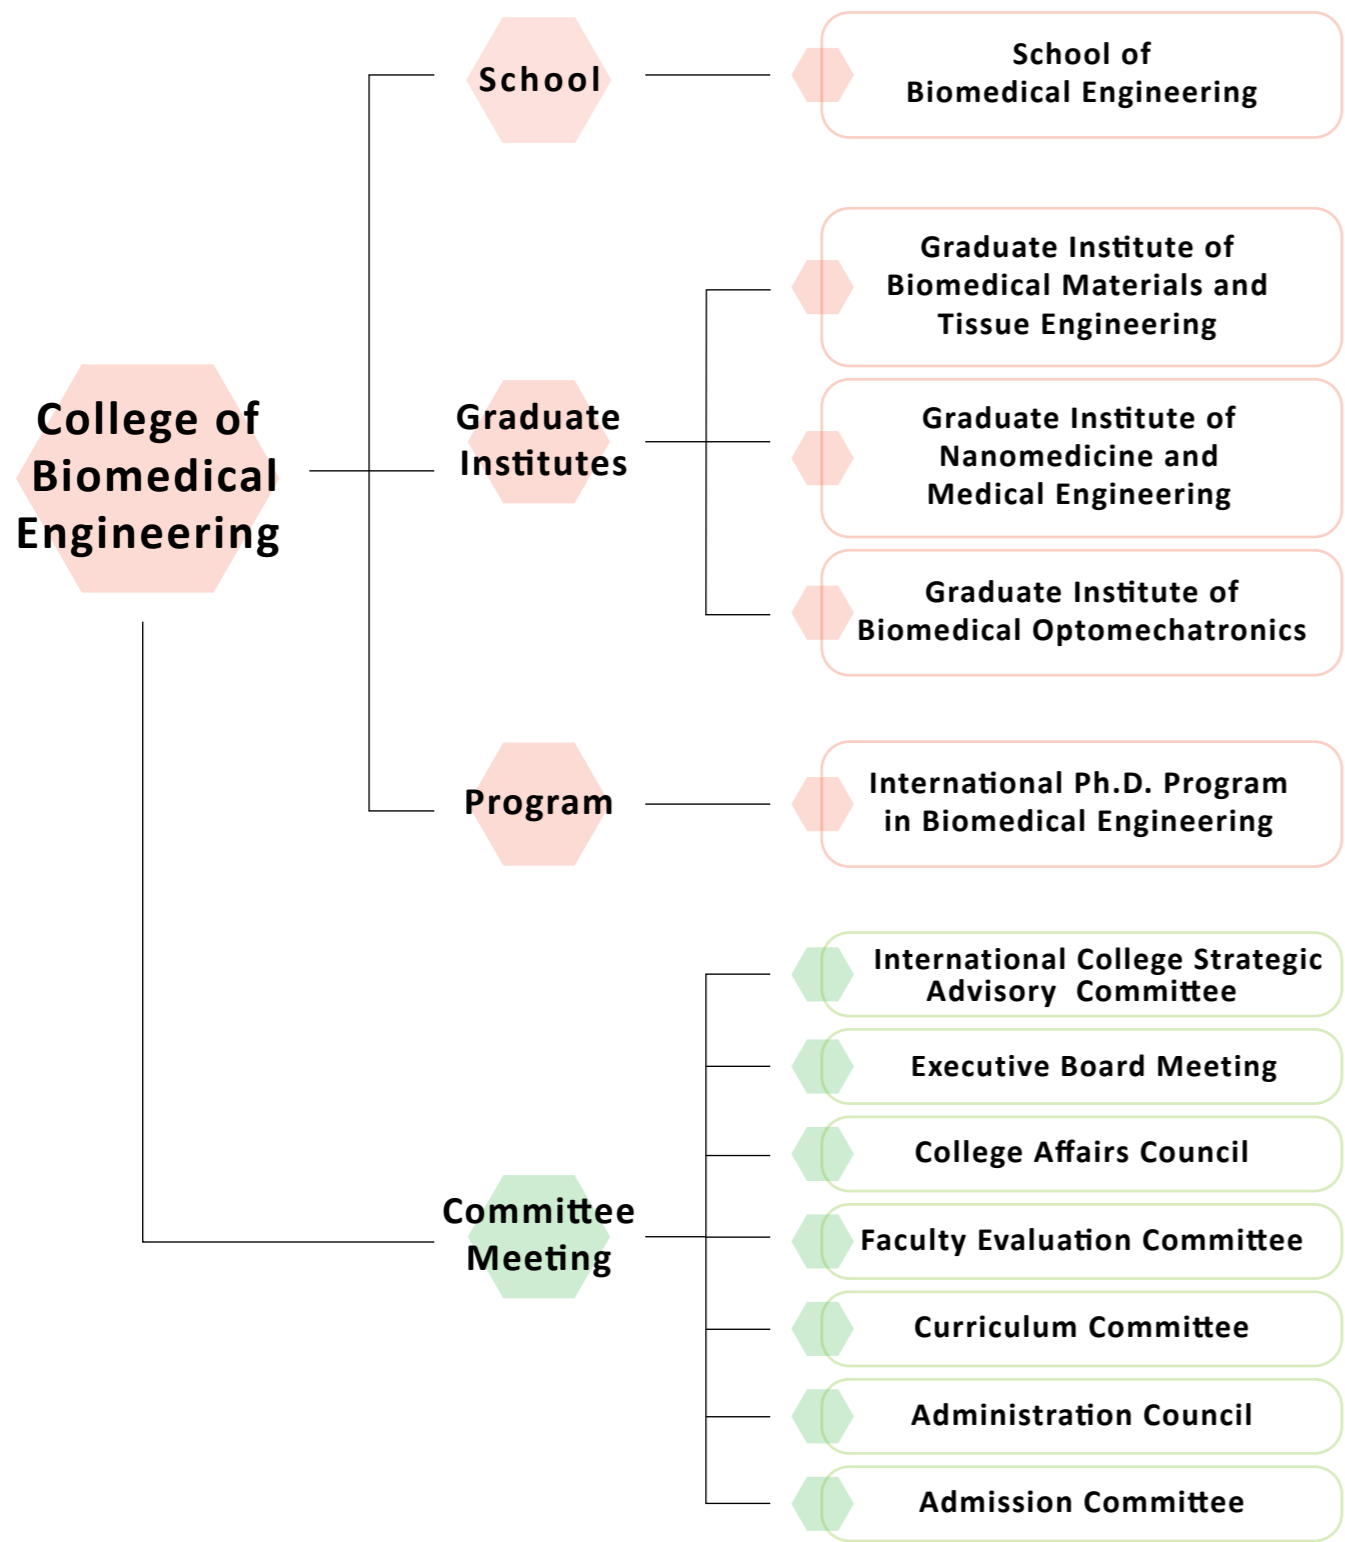 College of
Biomedical
Engineering
School
School of
Biomedical Engineering
Graduate
Institutes
Graduate Institute of
Biomedical Materials and
Tissue Engineering
Graduate Institute of
Nanomedicine and
Medical Engineering
Graduate Institute of
Biomedical Optomechatronics
Program
International Ph.D. Program
in Biomedical Engineering
Committee
Meeting
International College Strategic
Advisory Committee
Executive Board Meeting
College Affairs Council
Faculty Evaluation Committee
Curriculum Committee
Administration Council
Admission Committee